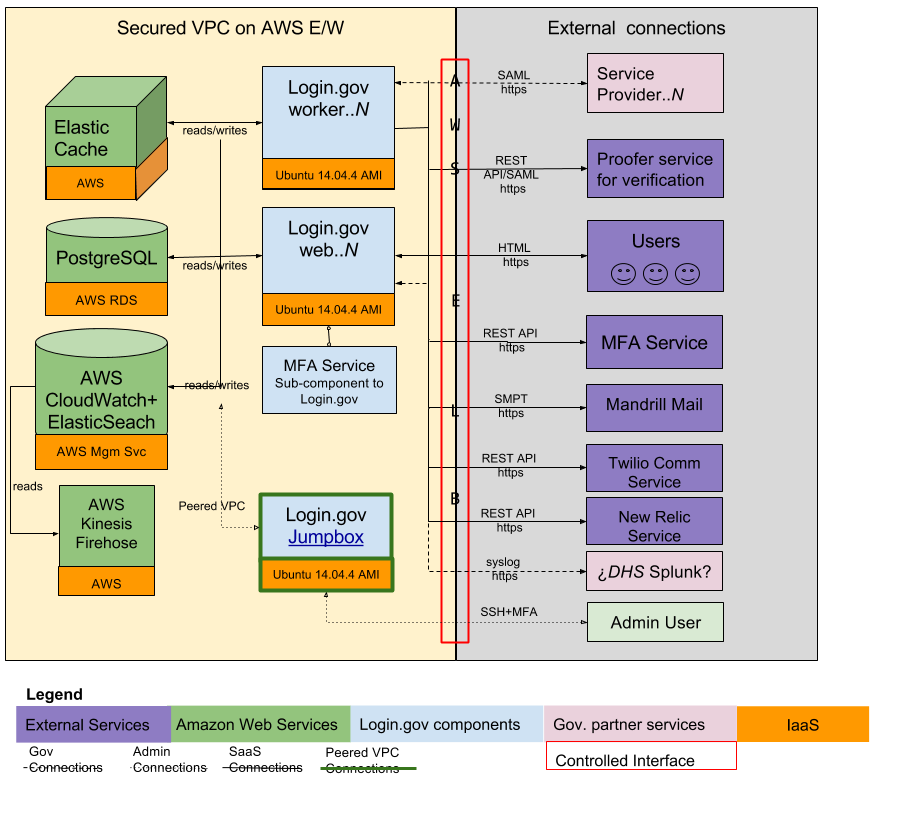 Secured VPC on AWS E/W
External connections
Elastic
Cache
AWS
reads/writes
Login.gov
worker..N
Ubuntu 14.04.4 AMI
A
W
S
E
L
B
SAML
https
Service
Provider..N
REST
API/SAML
https
Proofer service
for verification
PostgreSQL
AWS RDS
reads/writes
Login.gov
web..N
Ubuntu 14.04.4 AMI
HTML
https
Users
MFA Service
Sub-component to
Login.gov
REST API
https
MFA Service
AWS
CloudWatch+
ElasticSeach
AWS Mgm Svc
reads/writes
SMPT
https
Mandrill Mail
REST API
https
Twilio Comm
Service
reads
AWS
Kinesis
Firehose
AWS
Peered VPC
Login.gov
Jumpbox
Ubuntu 14.04.4 AMI
REST API
https
New Relic
Service
syslog
https
¿DHS Splunk?
SSH+MFA
Admin User
Legend
External Services
Amazon Web Services
Login.gov components
Gov. partner services
IaaS
Gov
Connections
Admin
Connections
SaaS
Connections
Peered VPC
Connections
Controlled Interface